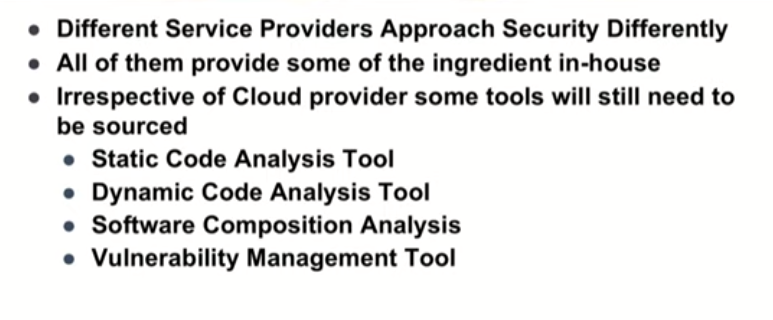 • Different Service Providers Approach Security Differently
• All of them provide some of the ingredient in-house
• Irrespective of Cloud provider some tools will still need to
be sourced
• Static Code Analysis Tool
• Dynamic Code Analysis Tool
• Software Composition Analysis
• Vulnerability Management Tool